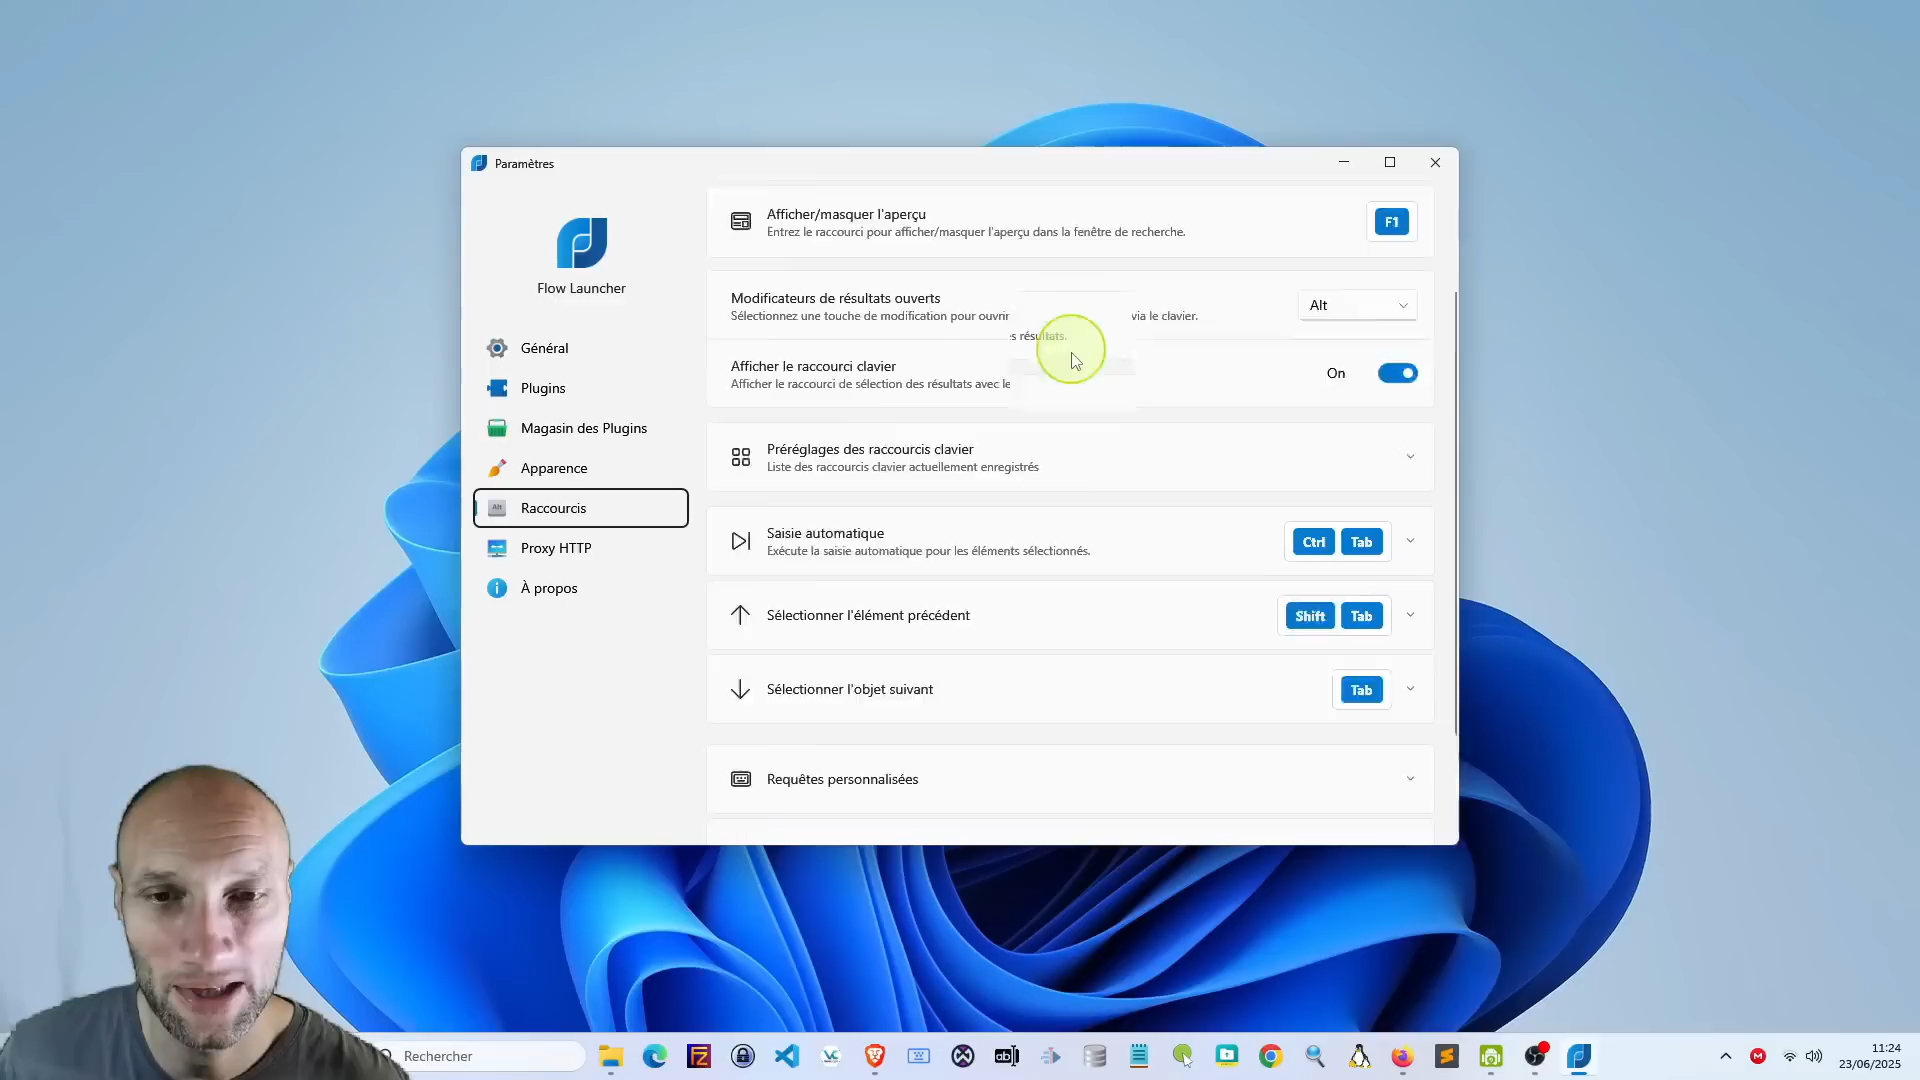 Paramètres
Flow Launcher
Général
Plugins
Magasin des Plugins
Apparence
Alt
Raccourcis
Proxy HTTP
À propos
Afficher/masquer l'aperçu
Entrez le raccourci pour afficher/masquer l'aperçu dans la fenêtre de recherche.
F1
Modificateurs de résultats ouverts
Sélectionnez une touche de modification pour ouvrir via le clavier.
Alt
résultats.
Afficher le raccourci clavier
Afficher le raccourci de sélection des résultats avec le
On
Préréglages des raccourcis clavier
Liste des raccourcis clavier actuellement enregistrés
Saisie automatique
Exécute la saisie automatique pour les éléments sélectionnés.
Ctrl Tab
Sélectionner l'élément précédent
Shift Tab
Sélectionner l'objet suivant
Tab
Requêtes personnalisées
Rechercher
11:24
23/06/2025